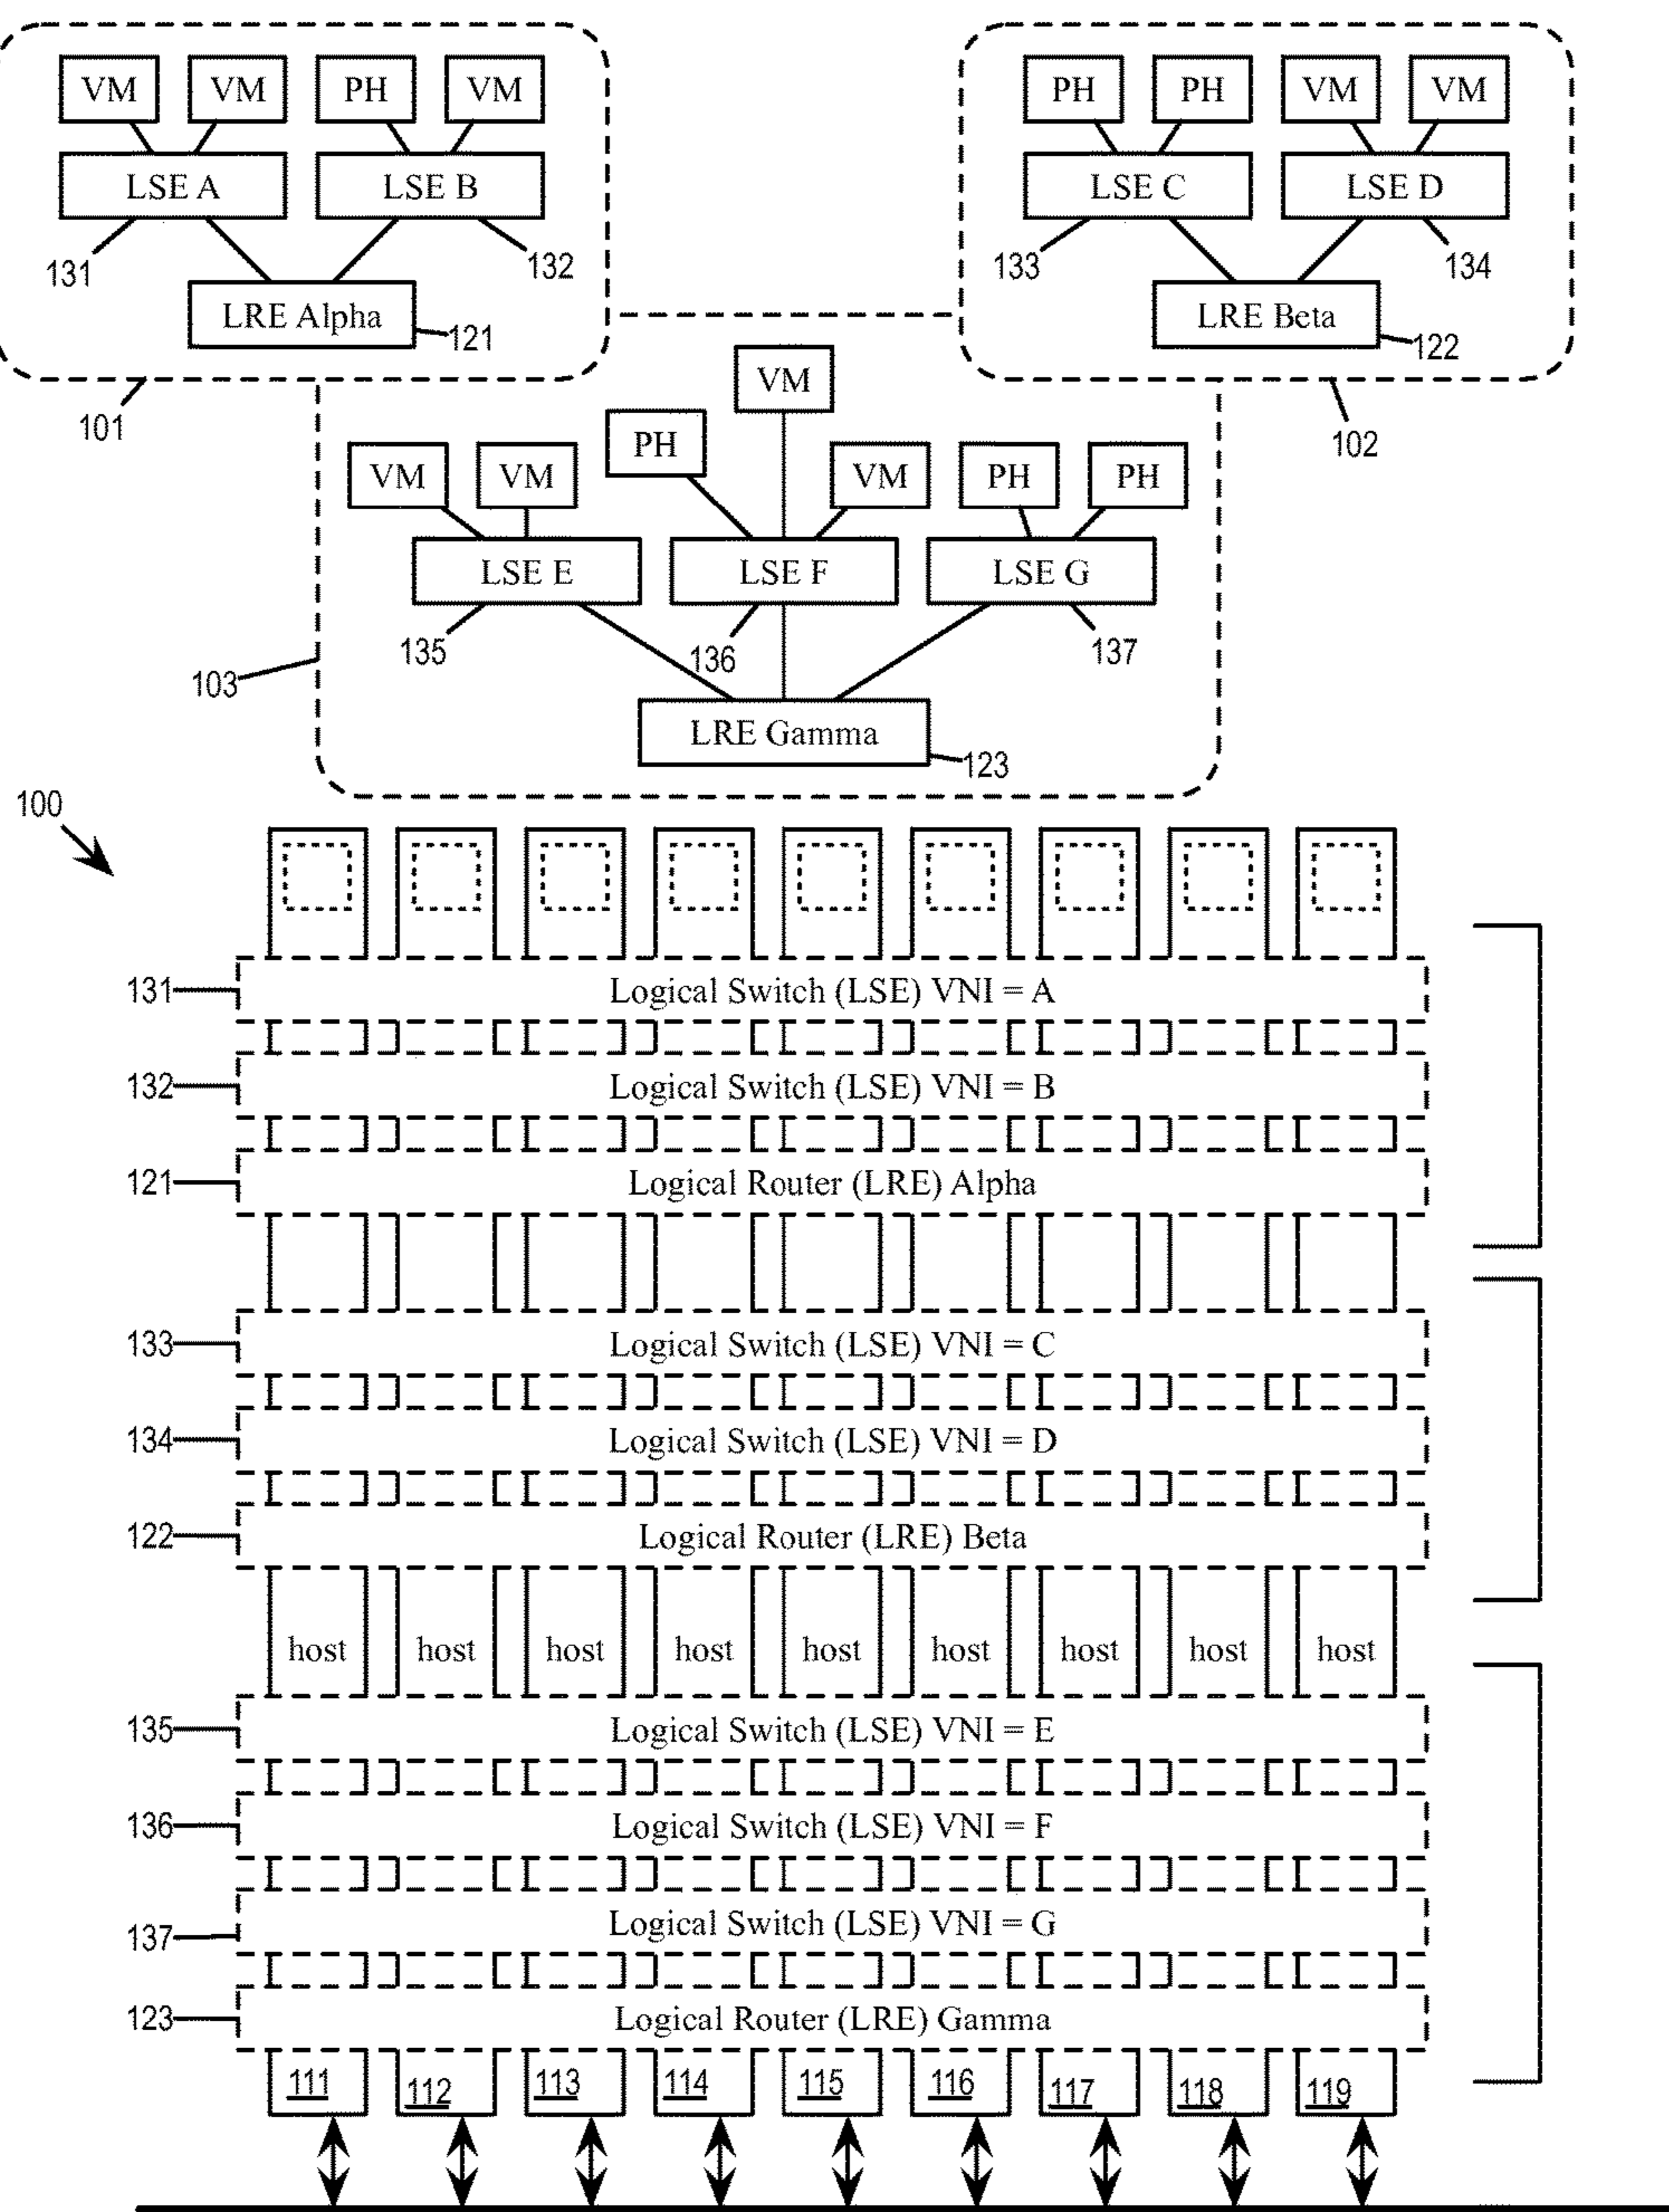 VM VM PH VM
PH PH VM VM
LSE A LSE B
LSE C LSE D
131 132
133 134
LRE Alpha 121
LRE Beta 122
101
102
VM
PH
VM VM VM PH PH
LSE E LSE F LSE G
135 136 137
103
LRE Gamma
123
100
131 Logical Switch (LSE) VNI = A
132 Logical Switch (LSE) VNI = B
121 Logical Router (LRE) Alpha
133 Logical Switch (LSE) VNI = C
134 Logical Switch (LSE) VNI = D
122 Logical Router (LRE) Beta
host host host host host host host host host
135 Logical Switch (LSE) VNI = E
136 Logical Switch (LSE) VNI = F
137 Logical Switch (LSE) VNI = G
123 Logical Router (LRE) Gamma
111 112 113 114 115 116 117 118 119